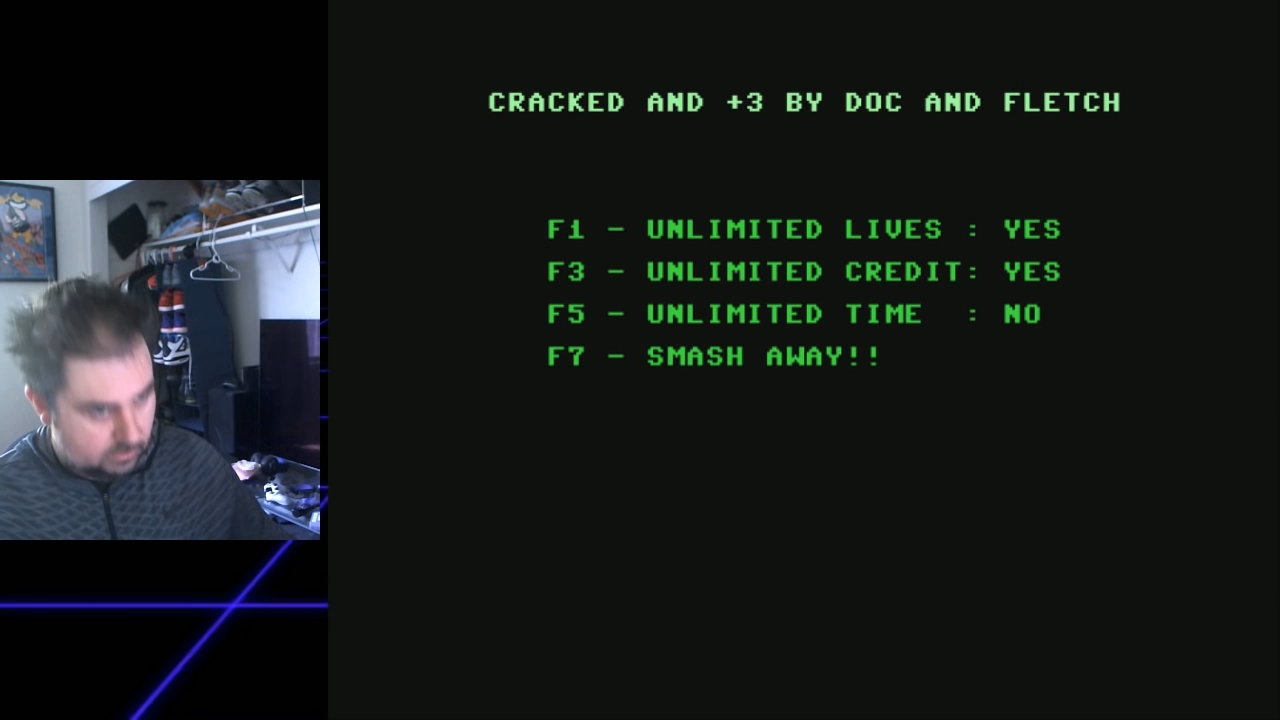 CRACKED AND +3 BY DOC AND FLETCH
F1 - UNLIMITED LIVES : YES
F3 - UNLIMITED CREDIT: YES
F5 - UNLIMITED TIME : NO
F7 - SMASH AWAY!!